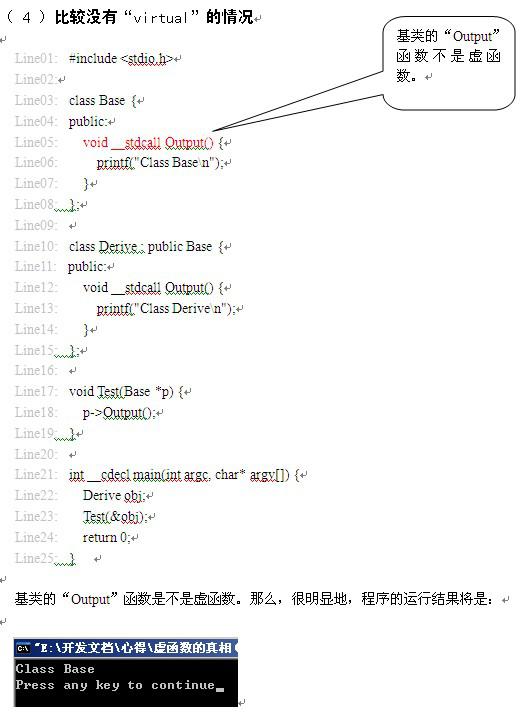 （４）比较没有“virtual”的情况
基类的“Output”
函数不是虚函
数。
Line01: #include <stdio.h>
Line02:
Line03: class Base {
Line04: public:
Line05: void __stdcall Output() {
Line06: printf("Class Base\n");
Line07: }
Line08: };
Line09:
Line10: class Derive : public Base {
Line11: public:
Line12: void __stdcall Output() {
Line13: printf("Class Derive\n");
Line14: }
Line15: };
Line16:
Line17: void Test(Base *p) {
Line18: p->Output();
Line19: }
Line20:
Line21: int __cdecl main(int argc, char* argv[]) {
Line22: Derive obj;
Line23: Test(&obj);
Line24: return 0;
Line25: }
基类的“Output”函数是不是虚函数。那么，很明显地，程序的运行结果将是：
"E:\开发文档\心得\虚函数的真相
Class Base
Press any key to continue_